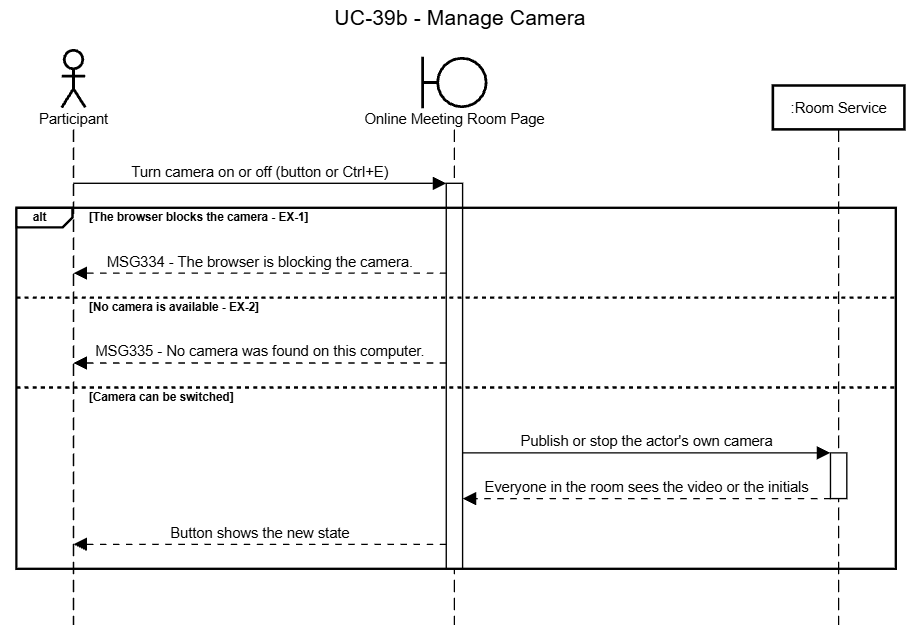 UC-39b - Manage Camera
Participant
Online Meeting Room Page
:Room Service
Turn camera on or off (button or Ctrl+E)
alt
[The browser blocks the camera - EX-1]
MSG334 - The browser is blocking the camera.
[No camera is available - EX-2]
MSG335 - No camera was found on this computer.
[Camera can be switched]
Publish or stop the actor's own camera
Everyone in the room sees the video or the initials
Button shows the new state